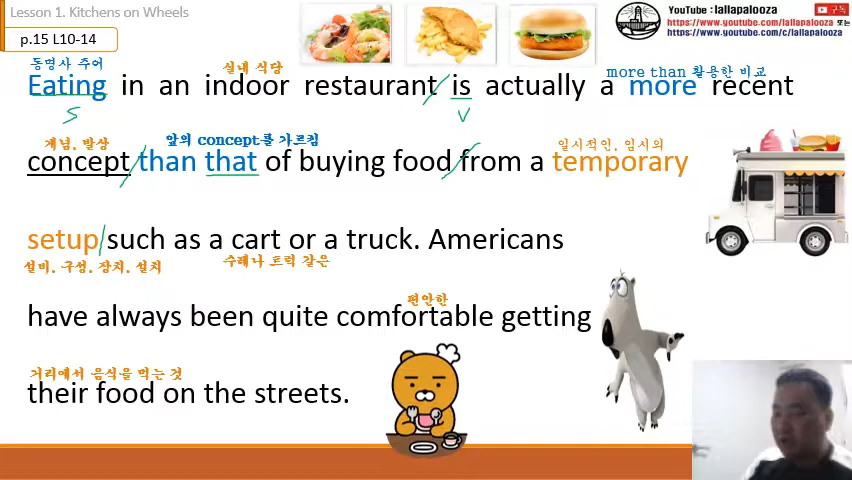 Lesson 1. Kitchens on Wheels
p.15 L10-14
YouTube : lallapalooza 구독
https://www.youtube.com/lallapalooza 또는
https://www.youtube.com/c/lallapalooza
동명사 주어 실내 식당 more than 활용한 비교
Eating in an indoor restaurant is actually a more recent
S V
개념, 발상 앞의 concept를 가르킴 일시적인, 임시의
concept than that of buying food from a temporary
setup such as a cart or a truck. Americans
설비, 구성, 장치, 설치 수레나 트럭 같은
편안한
have always been quite comfortable getting
거리에서 음식을 먹는 것
their food on the streets.